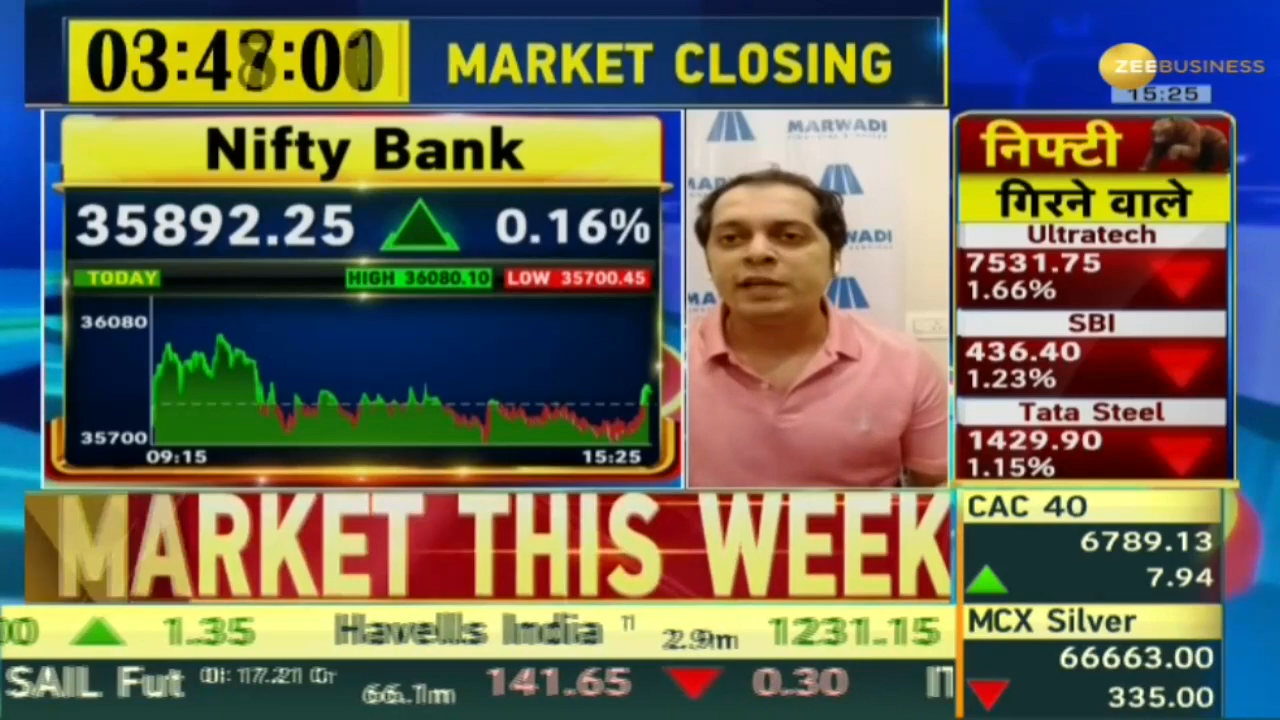 MARKET CLOSING
ZEEBUSINESS
15:25
Nifty Bank
35892.25 0.16%
TODAY HIGH 36080.10 LOW 35700.45
36080
35700
09:15 15:25
MARWADI
निफ्टी
गिरने वाले
Ultratech
7531.75
1.66%
SBI
436.40
1.23%
Tata Steel
1429.90
1.15%
MARKET THIS WEEK
CAC 40
6789.13
7.94
MCX Silver
66663.00
335.00
1.35 Havells India 2.9m 1231.15
SAIL Fut 66.1m 141.65 0.30